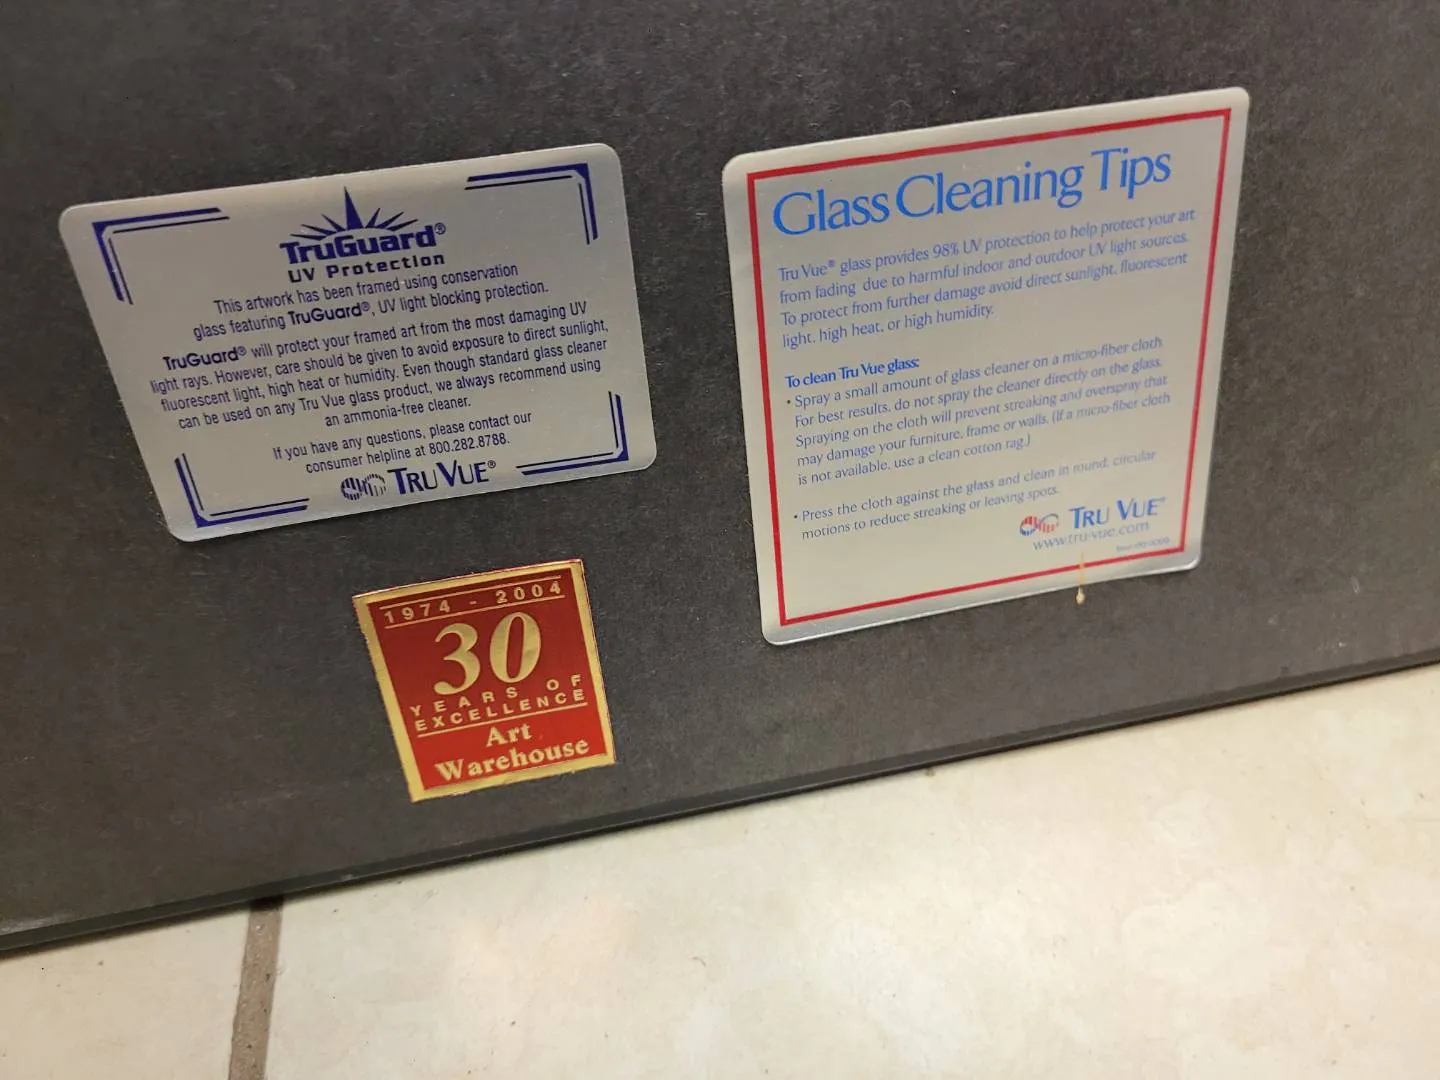 TruGuard®
UV Protection
This artwork has been framed using conservation
glass featuring TruGuard®, UV light blocking protection.
TruGuard® will protect your framed art from the most damaging UV
light rays. However, care should be given to avoid exposure to direct sunlight,
fluorescent light, high heat or humidity. Even though standard glass cleaner
can be used on any Tru Vue glass product, we always recommend using
an ammonia-free cleaner.
If you have any questions, please contact our
consumer helpline at 800.282.8788.
TRU VUE®
Glass Cleaning Tips
Tru Vue® glass provides 98% UV protection to help protect your art
from fading due to harmful indoor and outdoor UV light sources.
To protect from further damage avoid direct sunlight, fluorescent
light, high heat, or high humidity.
To clean Tru Vue glass:
• Spray a small amount of glass cleaner on a micro-fiber cloth
For best results, do not spray the cleaner directly on the glass.
Spraying on the cloth will prevent streaking and overspray that
may damage your furniture, frame or walls. (If a micro-fiber cloth
is not available, use a clean cotton rag.)
• Press the cloth against the glass and clean in round, circular
motions to reduce streaking or leaving spots.
TRU VUE®
www.tru-vue.com
1974 - 2004
30
YEARS OF
EXCELLENCE
Art
Warehouse